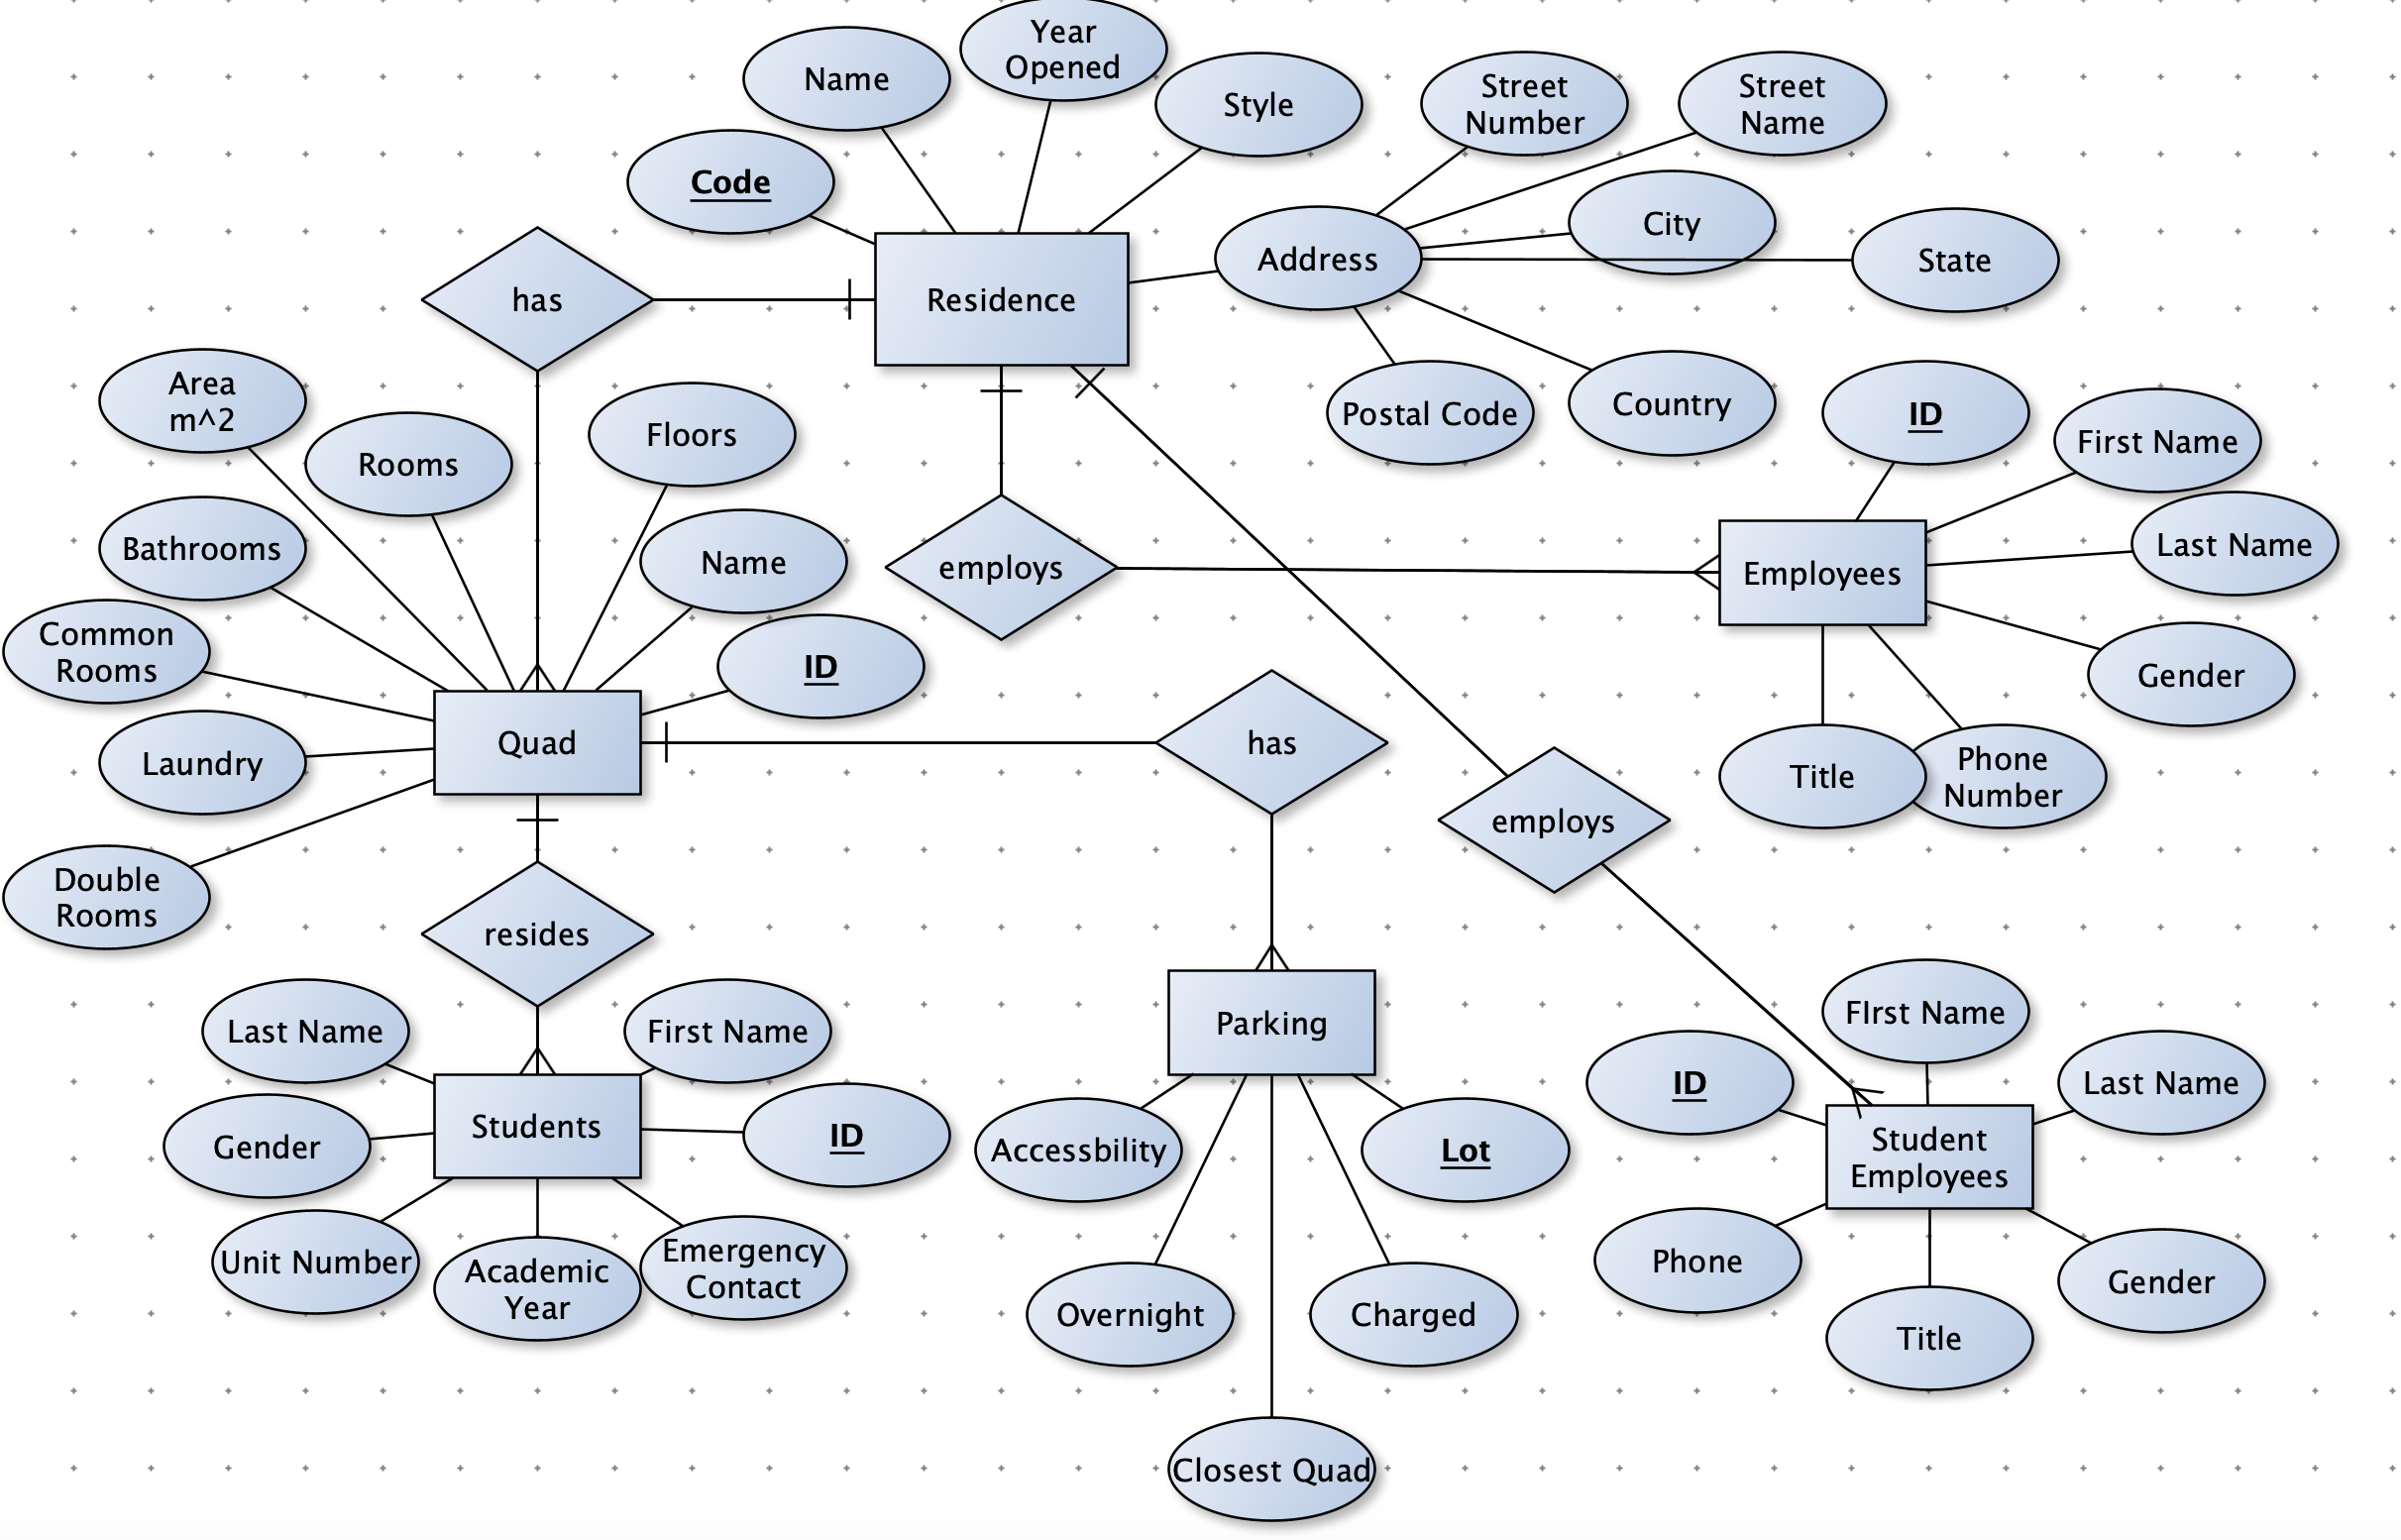 Year
Opened
Name
Style
Street
Number
Street
Name
Code
City
Address
State
has
Residence
Area
m^2
Rooms
Floors
Postal Code
Country
ID
First Name
Bathrooms
Name
employs
Employees
Last Name
Common
Rooms
ID
Gender
Laundry
Quad
has
Title
Phone
Number
employs
Double
Rooms
resides
Last Name
First Name
Parking
FIrst Name
ID
Last Name
Gender
Students
ID
Accessbility
Lot
Student
Employees
Unit Number
Academic
Year
Emergency
Contact
Overnight
Charged
Phone
Gender
Title
Closest Quad